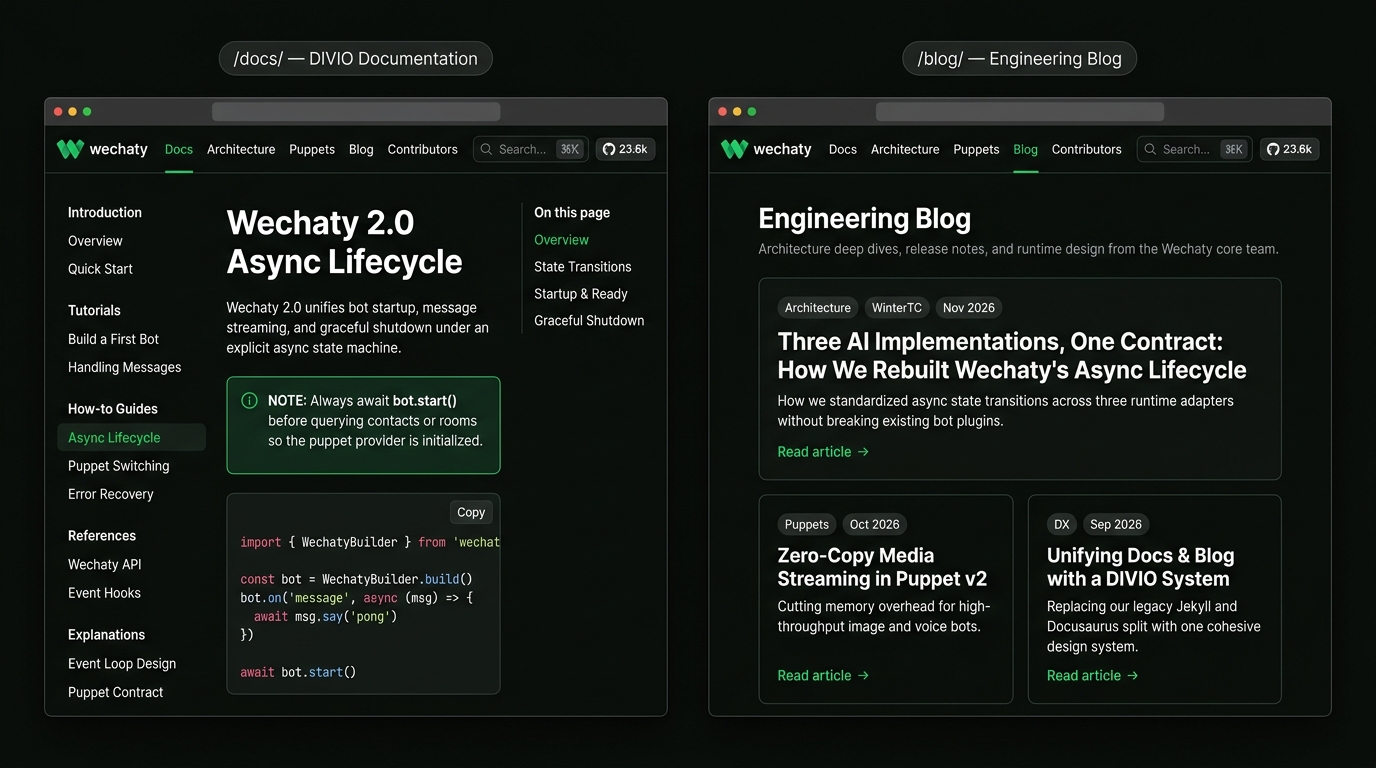 /docs/ — DIVIO Documentation
wechaty
Docs
Architecture
Puppets
Blog
Contributors
Search...
⌘K
23.6k
Introduction
Overview
Quick Start
Tutorials
Build a First Bot
Handling Messages
How-to Guides
Async Lifecycle
Puppet Switching
Error Recovery
References
Wechaty API
Event Hooks
Explanations
Event Loop Design
Puppet Contract
Wechaty 2.0
Async Lifecycle
Wechaty 2.0 unifies bot startup, message
streaming, and graceful shutdown under an
explicit async state machine.
NOTE: Always await bot.start()
before querying contacts or rooms
so the puppet provider is initialized.
Copy
import { WechatyBuilder } from 'wechat
const bot = WechatyBuilder.build()
bot.on('message', async (msg) => {
await msg.say('pong')
})
await bot.start()
On this page
Overview
State Transitions
Startup & Ready
Graceful Shutdown
/blog/ — Engineering Blog
wechaty
Docs
Architecture
Puppets
Blog
Contributors
Search...
⌘K
23.6k
Engineering Blog
Architecture deep dives, release notes, and runtime design from the Wechaty core team.
Architecture
WinterTC
Nov 2026
Three AI Implementations, One Contract:
How We Rebuilt Wechaty's Async Lifecycle
How we standardized async state transitions across three runtime adapters
without breaking existing bot plugins.
Read article →
Puppets
Oct 2026
Zero-Copy Media
Streaming in Puppet v2
Cutting memory overhead for high-
throughput image and voice bots.
Read article →
DX
Sep 2026
Unifying Docs & Blog
with a DIVIO System
Replacing our legacy Jekyll and
Docusaurus split with one cohesive
design system.
Read article →